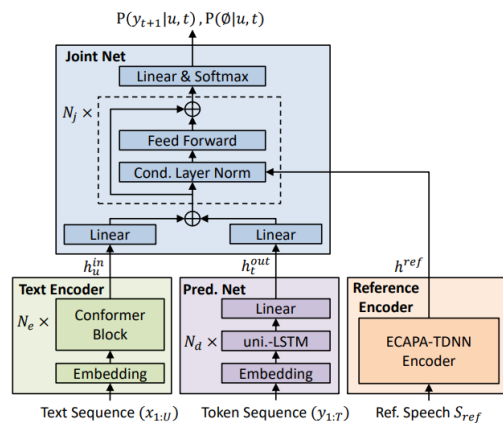 P(y_{t+1}|u, t) , P(Ø|u, t)
Joint Net
Linear & Softmax
N_j ×
Feed Forward
Cond. Layer Norm
Linear
Linear
h_u^{in}
h_t^{out}
h^{ref}
Text Encoder
Pred. Net
Reference
Encoder
N_e ×
Conformer
Block
Embedding
Linear
N_d ×
uni.-LSTM
Embedding
ECAPA-TDNN
Encoder
Text Sequence (x_{1:U})
Token Sequence (y_{1:T})
Ref. Speech S_{ref}